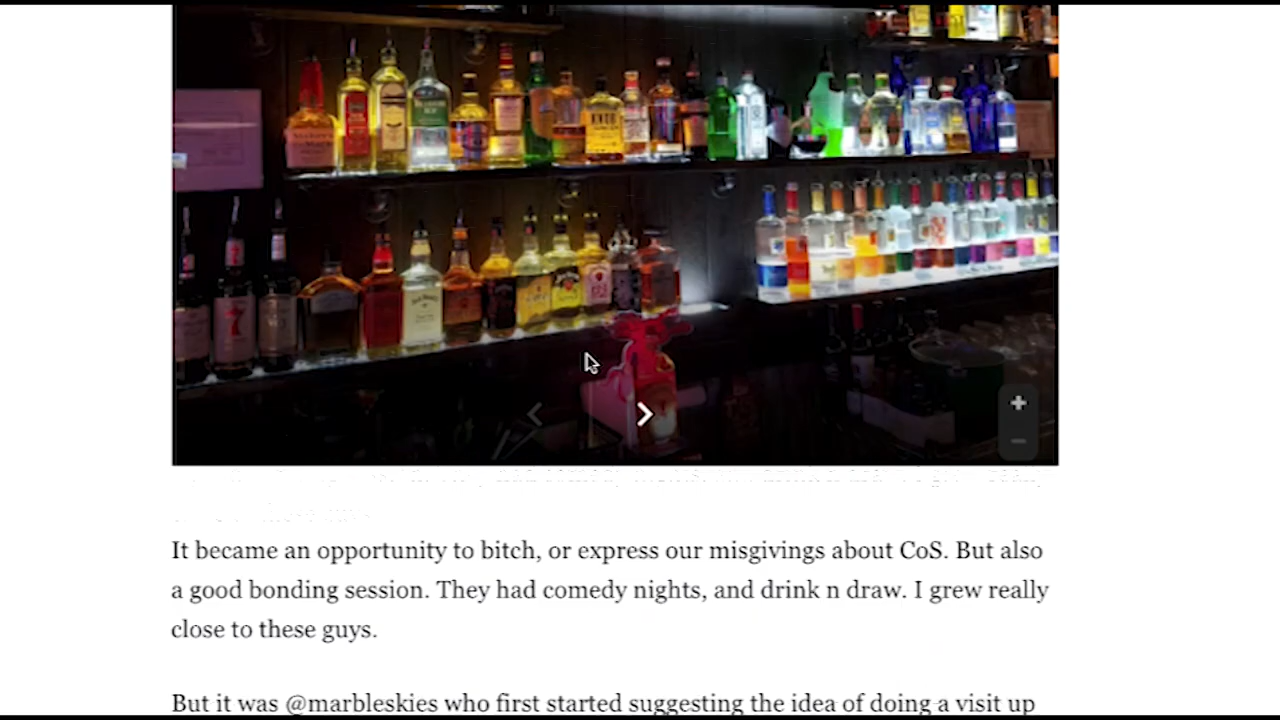 KNOB
It became an opportunity to bitch, or express our misgivings about CoS. But also
a good bonding session. They had comedy nights, and drink n draw. I grew really
close to these guys.
But it was @marbleskies who first started suggesting the idea of doing a visit up